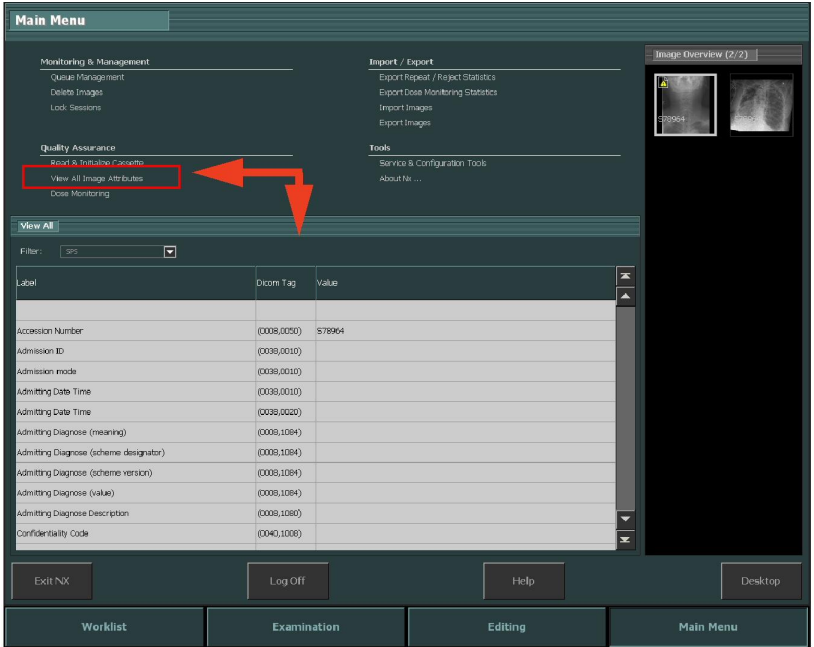 Main Menu
Monitoring & Management
Queue Management
Delete Images
Lock Sessions
Import / Export
Export Repeat / Reject Statistics
Export Dose Monitoring Statistics
Import Images
Export Images
Quality Assurance
Read & Initialize Cassette
View All Image Attributes
Dose Monitoring
Tools
Service & Configuration Tools
About Nx ...
Image Overview (2/2)
S78964
View All
Filter: SPS
Label Dicom Tag Value
Accession Number (0008,0050) S78964
Admission ID (0038,0010)
Admission mode (0038,0010)
Admitting Date Time (0038,0010)
Admitting Date Time (0038,0020)
Admitting Diagnose (meaning) (0008,1084)
Admitting Diagnose (scheme designator) (0008,1084)
Admitting Diagnose (scheme version) (0008,1084)
Admitting Diagnose (value) (0008,1084)
Admitting Diagnose Description (0008,1080)
Confidentiality Code (0040,1008)
Exit NX
Log Off
Help
Desktop
Worklist
Examination
Editing
Main Menu